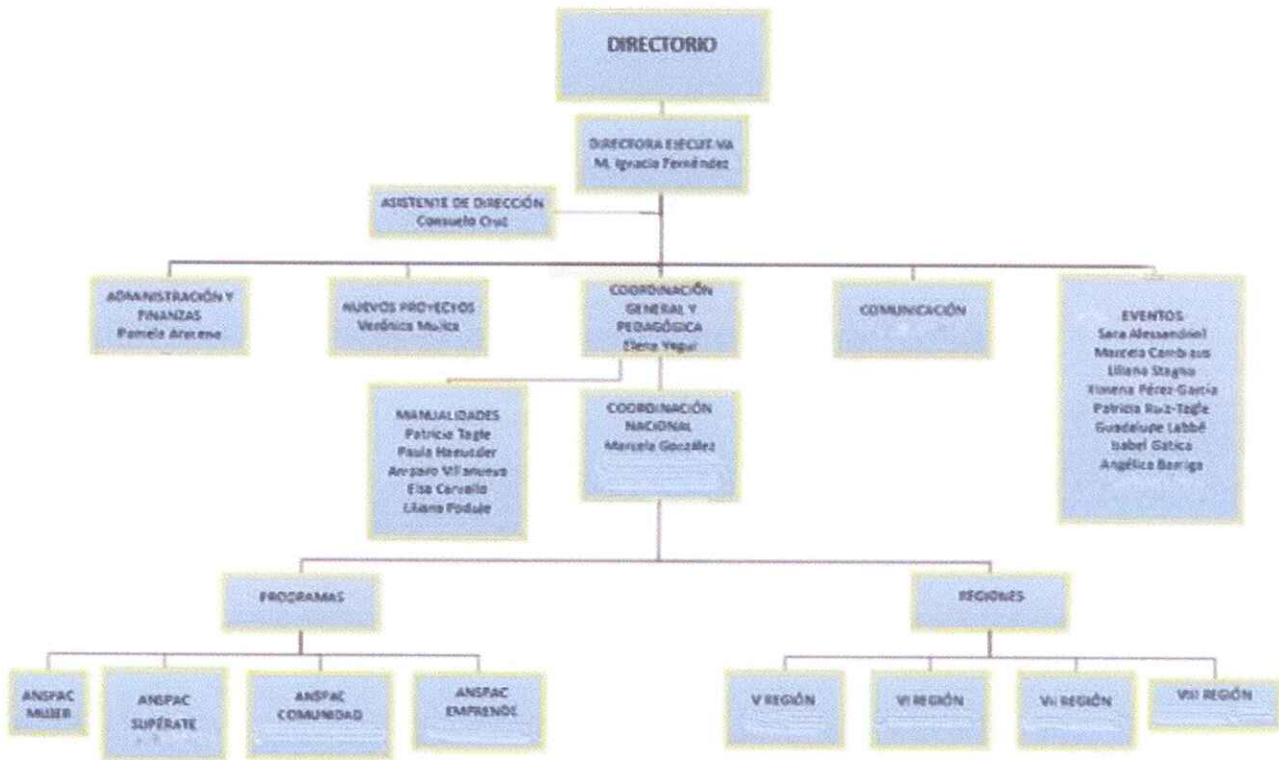 DIRECTORIO
DIRECTORA EJECUTIVA
M. Ignacia Fernández
ASISTENTE DE DIRECCIÓN
Consuelo Cruz
ADMINISTRACIÓN Y
FINANZAS
Pamela
NUEVOS PROYECTOS
Verónica Mujica
COORDINACIÓN
GENERAL Y
PEDAGÓGICA
Elena
COMUNICACIÓN
EVENTOS
Sara Alessandrini
Marcela Cambiaso
Liliana Stagno
Ximena Pérez-García
Patricia Ruiz-Tagle
Guadalupe Labbé
Isabel Gatica
Angélica Barriga
MANUALIDADES
Patricia Tagle
Paula Haeussler
Amparo Villanueva
Elsa Carvallo
Liliana Poduje
COORDINACIÓN
NACIONAL
Marcela González
PROGRAMAS
REGIONES
ANSPAC
MUJER
ANSPAC
SUPÉRATE
ANSPAC
COMUNIDAD
ANSPAC
EMPRENDE
V REGIÓN
VI REGIÓN
VII REGIÓN
VIII REGIÓN